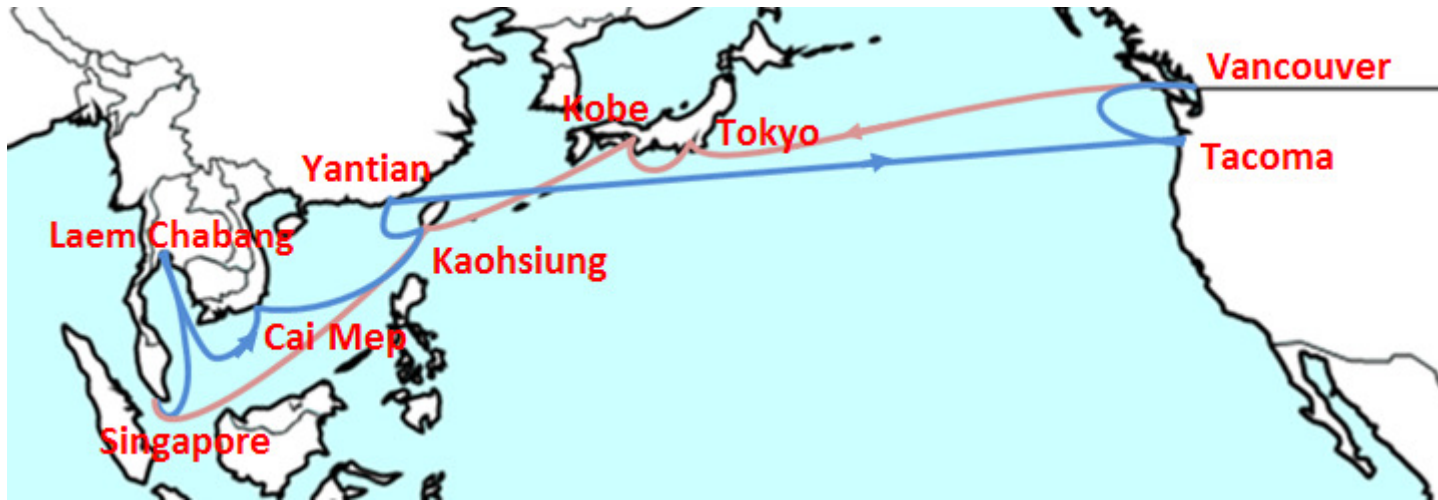 Vancouver
Kobe
Tokyo
Tacoma
Yantian
Laem Chabang
Kaohsiung
Cai Mep
Singapore